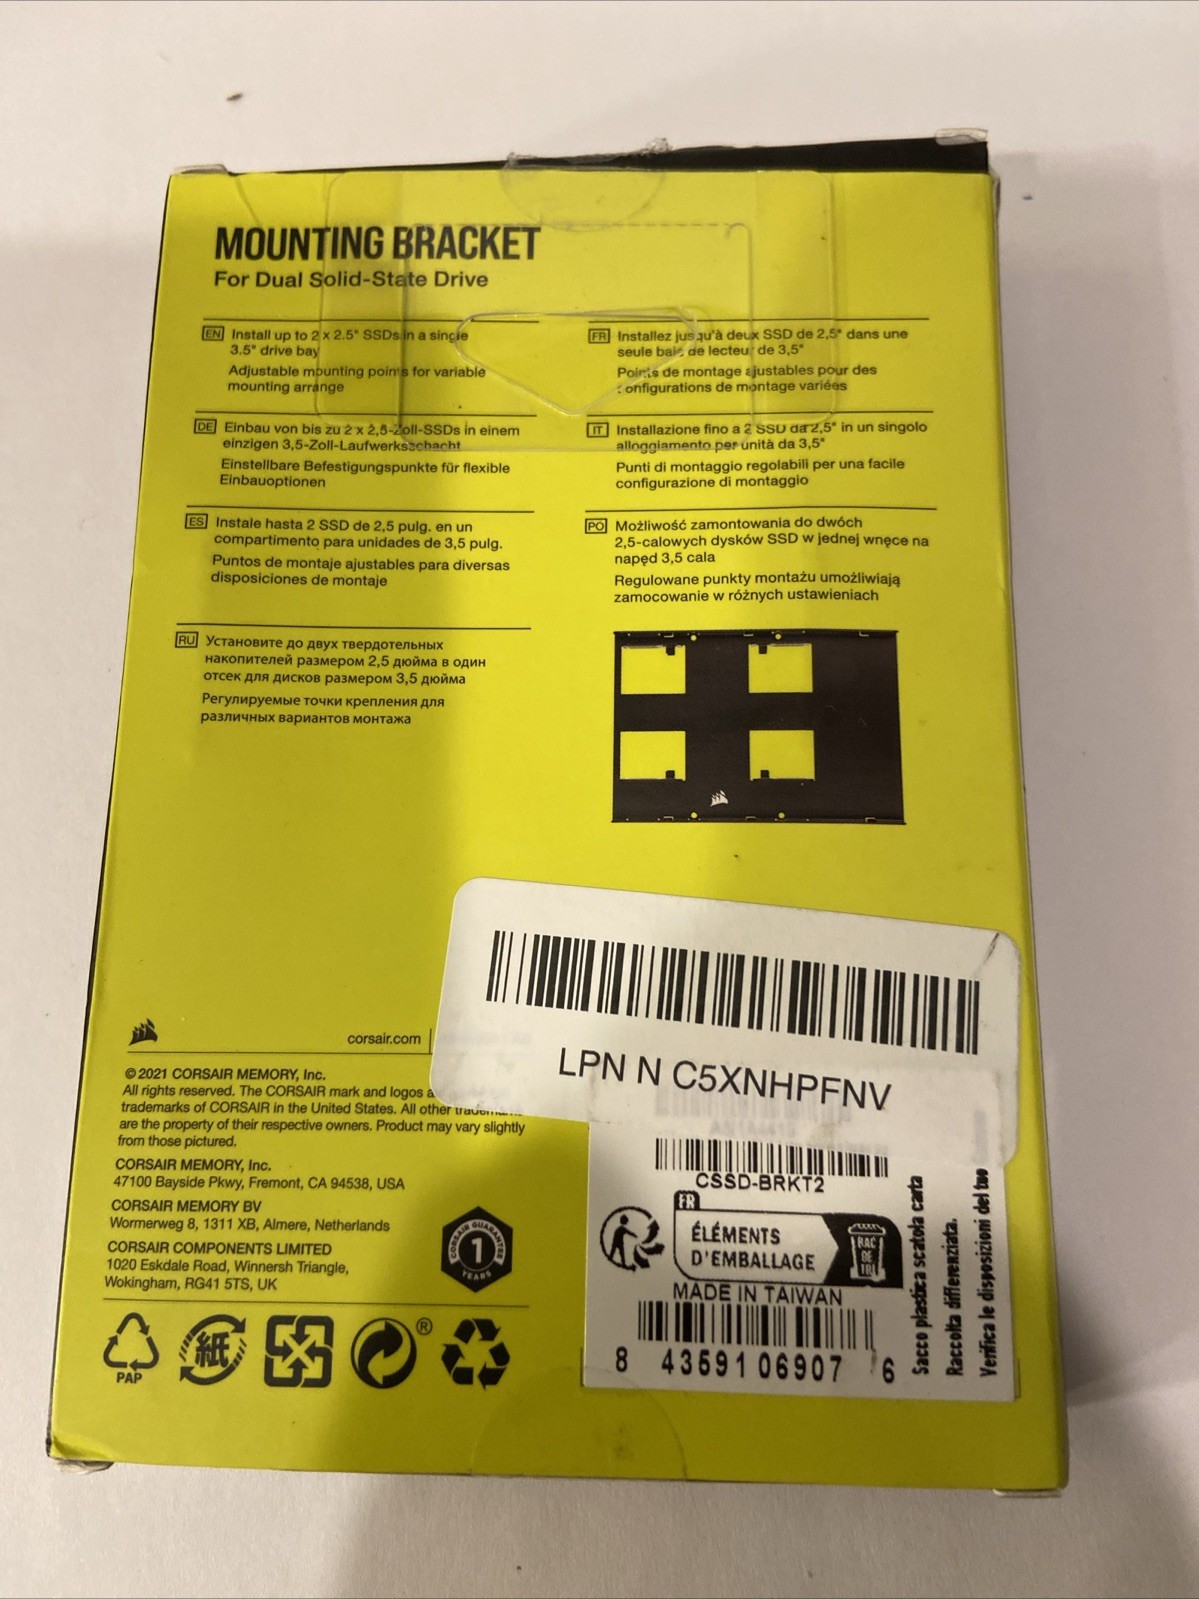 MOUNTING BRACKET
For Dual Solid-State Drive
EN Install up to 2 x 2.5" SSDs in a single
3.5" drive bay
Adjustable mounting points for variable
mounting arrange
DE Einbau von bis zu 2 x 2,5-Zoll-SSDs in einem
einzigen 3,5-Zoll-Laufwerksschacht
Einstellbare Befestigungspunkte für flexible
Einbauoptionen
ES Instale hasta 2 SSD de 2,5 pulg. en un
compartimento para unidades de 3,5 pulg.
Puntos de montaje ajustables para diversas
disposiciones de montaje
RU Установите до двух твердотельных
накопителей размером 2,5 дюйма в один
отсек для дисков размером 3,5 дюйма
Регулируемые точки крепления для
различных вариантов монтажа
FR Installez jusqu'à deux SSD de 2,5" dans une
seule baie de lecteur de 3,5"
Points de montage ajustables pour des
configurations de montage variées
IT Installazione fino a 2 SSD da 2,5" in un singolo
alloggiamento per unità da 3,5"
Punti di montaggio regolabili per una facile
configurazione di montaggio
PO Możliwość zamontowania do dwóch
2,5-calowych dysków SSD w jednej wnęce na
napęd 3,5 cala
Regulowane punkty montażu umożliwiają
zamocowanie w różnych ustawieniach
corsair.com
© 2021 CORSAIR MEMORY, Inc.
All rights reserved. The CORSAIR mark and logos
trademarks of CORSAIR in the United States. All other
are the property of their respective owners. Product may vary slightly
from those pictured.
CORSAIR MEMORY, Inc.
47100 Bayside Pkwy, Fremont, CA 94538, USA
CORSAIR MEMORY BV
Wormerweg 8, 1311 XB, Almere, Netherlands
CORSAIR COMPONENTS LIMITED
1020 Eskdale Road, Winnersh Triangle,
Wokingham, RG41 5TS, UK
CORSAIR GUARANTEE
1
YEARS
PAP
紙
®
LPN N C5XNHPFNV
CSSD-BRKT2
FR
ÉLÉMENTS
D'EMBALLAGE
BAC
DE
TRI
MADE IN TAIWAN
8 43591 06907 6
Sacco plastica scatola carta
Raccolta differenziata.
Verifica le disposizioni del tuo